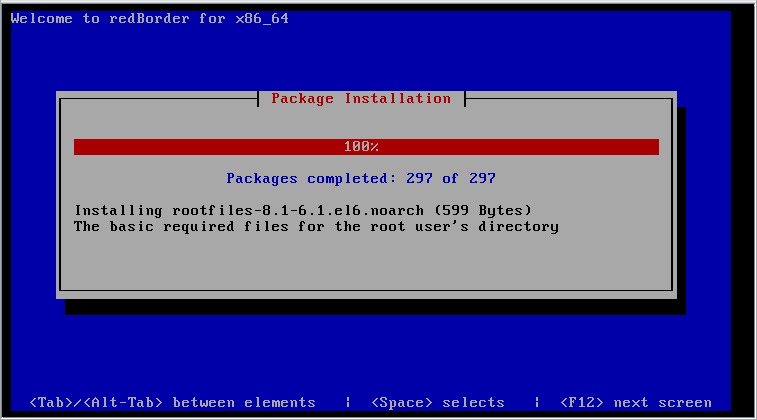 Welcome to redBorder for x86_64
Package Installation
100%
Packages completed: 297 of 297
Installing rootfiles-8.1-6.1.el6.noarch (599 Bytes)
The basic required files for the root user's directory
<Tab>/<Alt-Tab> between elements | <Space> selects | <F12> next screen